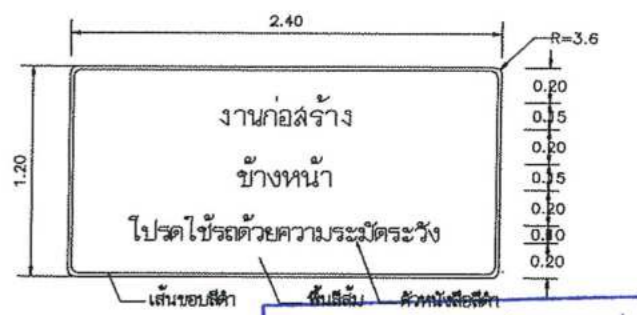 2.40
R=3.6
1.20
งานก่อสร้าง
ข้างหน้า
โปรดใช้รถด้วยความระมัดระวัง
0.20
0.15
0.20
0.15
0.20
0.20
เส้นขอบสีดำ
พื้นสีส้ม
ตัวหนังสือสีดำ